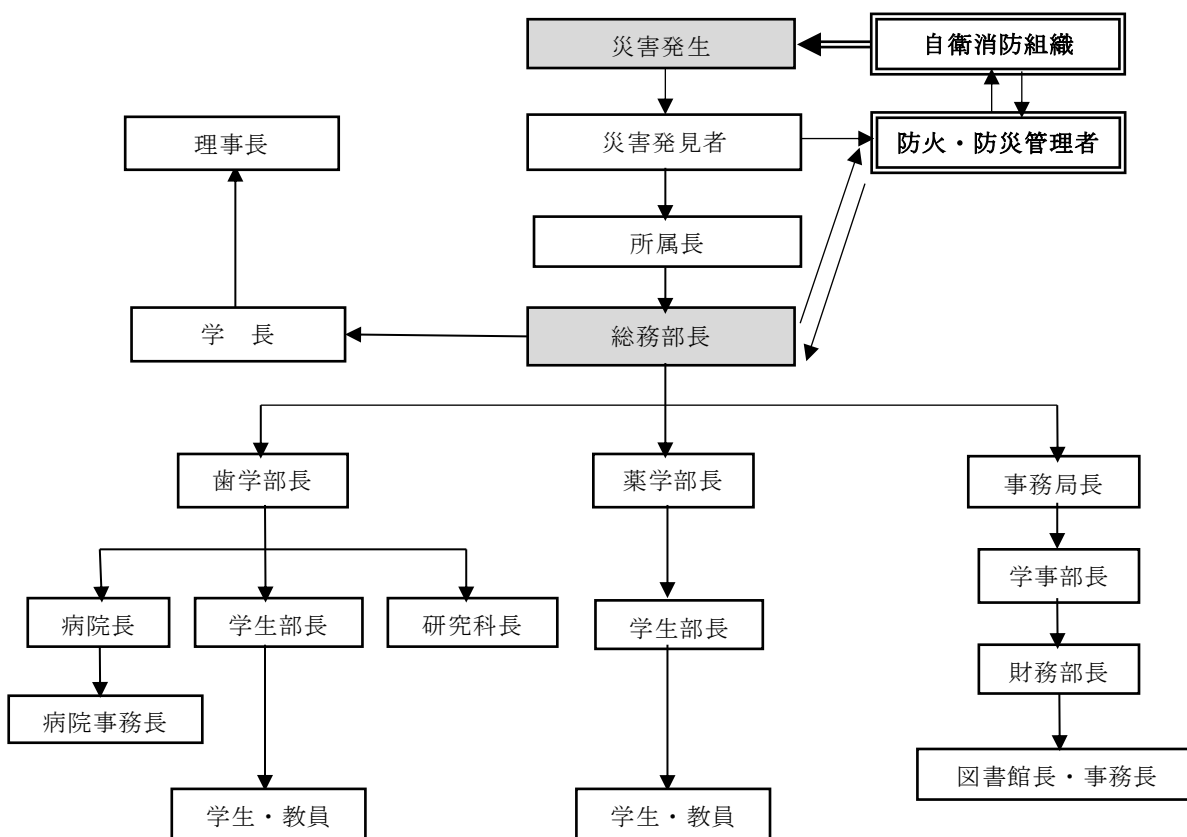 災害発生
自衛消防組織
理事長
災害発見者
防火・防災管理者
所属長
学　長
総務部長
歯学部長
薬学部長
事務局長
学事部長
病院長
学生部長
研究科長
学生部長
財務部長
病院事務長
図書館長・事務長
学生・教員
学生・教員